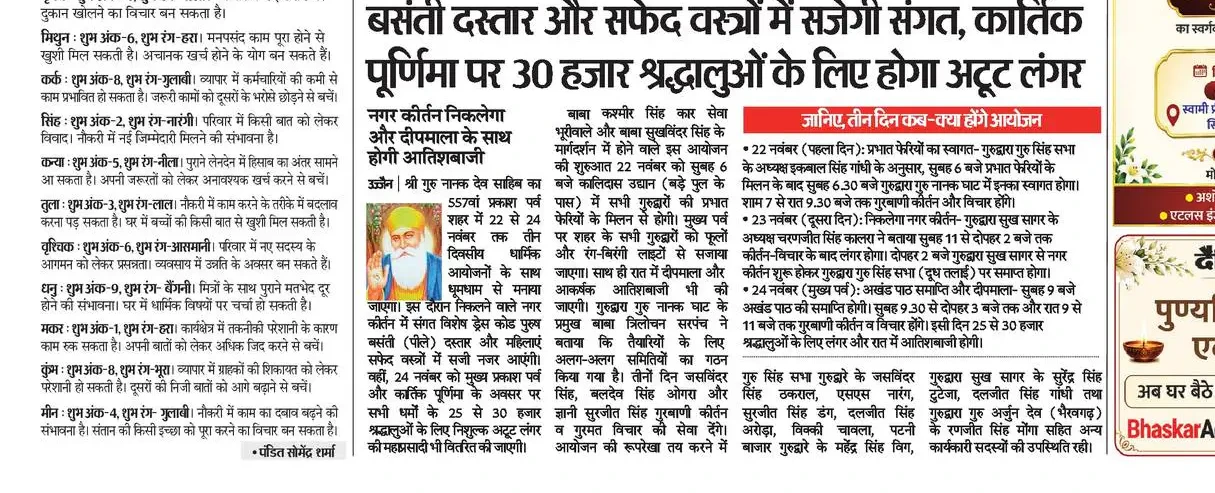 दुकान खोलने का विचार बन सकता है।
मिथुन : शुभ अंक-6, शुभ रंग-हरा। मनपसंद काम पूरा होने से
खुशी मिल सकती है। अचानक खर्च होने के योग बन सकते हैं।
कर्क : शुभ अंक-8, शुभ रंग-गुलाबी। व्यापार में कर्मचारियों की कमी से
काम प्रभावित हो सकता है। जरूरी कामों को दूसरों के भरोसे छोड़ने से बचें।
सिंह : शुभ अंक-2, शुभ रंग-नारंगी। परिवार में किसी बात को लेकर
विवाद। नौकरी में नई जिम्मेदारी मिलने की संभावना है।
कन्या : शुभ अंक-5, शुभ रंग-नीला। पुराने लेनदेन में हिसाब का अंतर सामने
आ सकता है। अपनी जरूरतों को लेकर अनावश्यक खर्च करने से बचें।
तुला : शुभ अंक-3, शुभ रंग-लाल। नौकरी में काम करने के तरीके में बदलाव
करना पड़ सकता है। घर में बच्चों की किसी बात से खुशी मिल सकती है।
वृश्चिक : शुभ अंक-6, शुभ रंग-आसमानी। परिवार में नए सदस्य के
आगमन को लेकर प्रसन्नता। व्यवसाय में उन्नति के अवसर बन सकते हैं।
धनु : शुभ अंक-9, शुभ रंग- बैंगनी। मित्रों के साथ पुराने मतभेद दूर
होने की संभावना। घर में धार्मिक विषयों पर चर्चा हो सकती है।
मकर : शुभ अंक-1, शुभ रंग-हरा। कार्यक्षेत्र में तकनीकी परेशानी के कारण
काम रुक सकता है। अपनी बातों को लेकर अधिक जिद करने से बचें।
कुंभ : शुभ अंक-8, शुभ रंग-भूरा। व्यापार में ग्राहकों की शिकायत को लेकर
परेशानी हो सकती है। दूसरों की निजी बातों को आगे बढ़ाने से बचें।
मीन : शुभ अंक-4, शुभ रंग- गुलाबी। नौकरी में काम का दबाव बढ़ने की
संभावना है। संतान की किसी इच्छा को पूरा करने का विचार बन सकता है।
• पंडित सोमेंद्र शर्मा
बसंती दस्तार और सफेद वस्त्रों में सजेगी संगत, कार्तिक
पूर्णिमा पर 30 हजार श्रद्धालुओं के लिए होगा अटूट लंगर
नगर कीर्तन निकलेगा
और दीपमाला के साथ
होगी आतिशबाजी
उज्जैन | श्री गुरु नानक देव साहिब का
557वां प्रकाश पर्व
शहर में 22 से 24
नवंबर तक तीन
दिवसीय धार्मिक
आयोजनों के साथ
धूमधाम से मनाया
जाएगा। इस दौरान निकलने वाले नगर
कीर्तन में संगत विशेष ड्रेस कोड पुरुष
बसंती (पीले) दस्तार और महिलाएं
सफेद वस्त्रों में सजी नजर आएंगी।
वहीं, 24 नवंबर को मुख्य प्रकाश पर्व
और कार्तिक पूर्णिमा के अवसर पर
सभी धर्मों के 25 से 30 हजार
श्रद्धालुओं के लिए निशुल्क अटूट लंगर
की महाप्रसादी भी वितरित की जाएगी।
बाबा कश्मीर सिंह कार सेवा
भूरीवाले और बाबा सुखविंदर सिंह के
मार्गदर्शन में होने वाले इस आयोजन
की शुरुआत 22 नवंबर को सुबह 6
बजे कालिदास उद्यान (बड़े पुल के
पास) में सभी गुरुद्वारों की प्रभात
फेरियों के मिलन से होगी। मुख्य पर्व
पर शहर के सभी गुरुद्वारों को फूलों
और रंग-बिरंगी लाइटों से सजाया
जाएगा। साथ ही रात में दीपमाला और
आकर्षक आतिशबाजी भी की
जाएगी। गुरुद्वारा गुरु नानक घाट के
प्रमुख बाबा त्रिलोचन सरपंच ने
बताया कि तैयारियों के लिए
अलग-अलग समितियों का गठन
किया गया है। तीनों दिन जसविंदर
सिंह, बलदेव सिंह ओगरा और
ज्ञानी सुरजीत सिंह गुरबाणी कीर्तन
व गुरमत विचार की सेवा देंगे।
आयोजन की रूपरेखा तय करने में
जानिए, तीन दिन कब-क्या होंगे आयोजन
• 22 नवंबर (पहला दिन) : प्रभात फेरियों का स्वागत- गुरुद्वारा गुरु सिंह सभा
के अध्यक्ष इकबाल सिंह गांधी के अनुसार, सुबह 6 बजे प्रभात फेरियों के
मिलन के बाद सुबह 6.30 बजे गुरुद्वारा गुरु नानक घाट में इनका स्वागत होगा।
शाम 7 से रात 9.30 बजे तक गुरबाणी कीर्तन और विचार होंगे।
• 23 नवंबर (दूसरा दिन) : निकलेगा नगर कीर्तन- गुरुद्वारा सुख सागर के
अध्यक्ष चरणजीत सिंह कालरा ने बताया सुबह 11 से दोपहर 2 बजे तक
कीर्तन-विचार के बाद लंगर होगा। दोपहर 2 बजे गुरुद्वारा सुख सागर से नगर
कीर्तन शुरू होकर गुरुद्वारा गुरु सिंह सभा (दूध तलाई) पर समाप्त होगा।
• 24 नवंबर (मुख्य पर्व) : अखंड पाठ समाप्ति और दीपमाला- सुबह 9 बजे
अखंड पाठ की समाप्ति होगी। सुबह 9.30 से दोपहर 3 बजे तक और रात 9 से
11 बजे तक गुरबाणी कीर्तन व विचार होंगे। इसी दिन 25 से 30 हजार
श्रद्धालुओं के लिए लंगर और रात में आतिशबाजी होगी।
गुरु सिंह सभा गुरुद्वारे के जसविंदर
सिंह ठकराल, एसएस नारंग,
सुरजीत सिंह डंग, दलजीत सिंह
अरोड़ा, विक्की चावला, पटनी
बाजार गुरुद्वारे के महेंद्र सिंह विग,
गुरुद्वारा सुख सागर के सुरेंद्र सिंह
टुटेजा, दलजीत सिंह गांधी तथा
गुरुद्वारा गुरु अर्जुन देव (भैरवगढ़)
के रणजीत सिंह मोंगा सहित अन्य
कार्यकारी सदस्यों की उपस्थिति रही।
का स्वर्ग
स्वामी
• अश
• एटलस इं
पुण्य
अब घर बैठे
BhaskarA